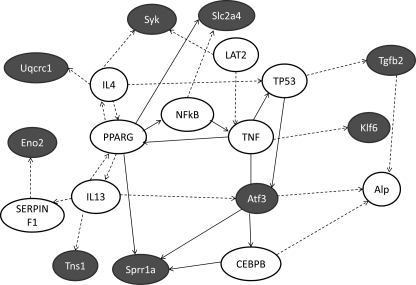 Syk
Slc2a4
LAT2
Tgfb2
Uqcrc1
IL4
TP53
NFkB
PPARG
TNF
Klf6
Eno2
IL13
Atf3
Alp
SERPIN
F1
Tns1
Sprr1a
CEBPB